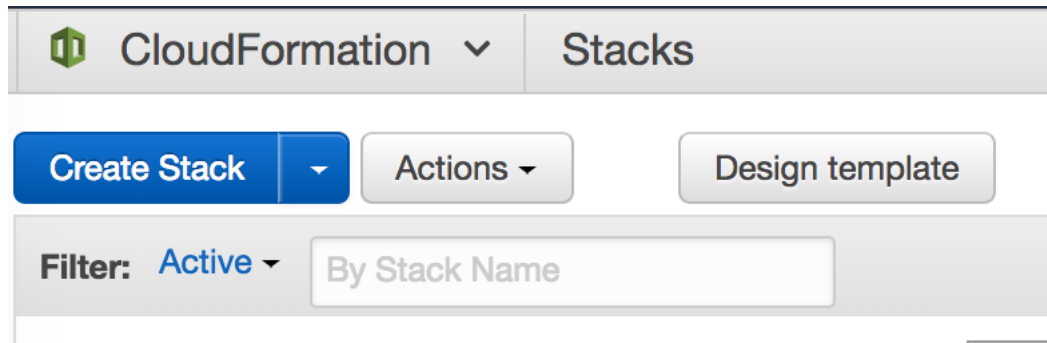 CloudFormation Stacks
Create Stack Actions Design template
Filter: Active By Stack Name